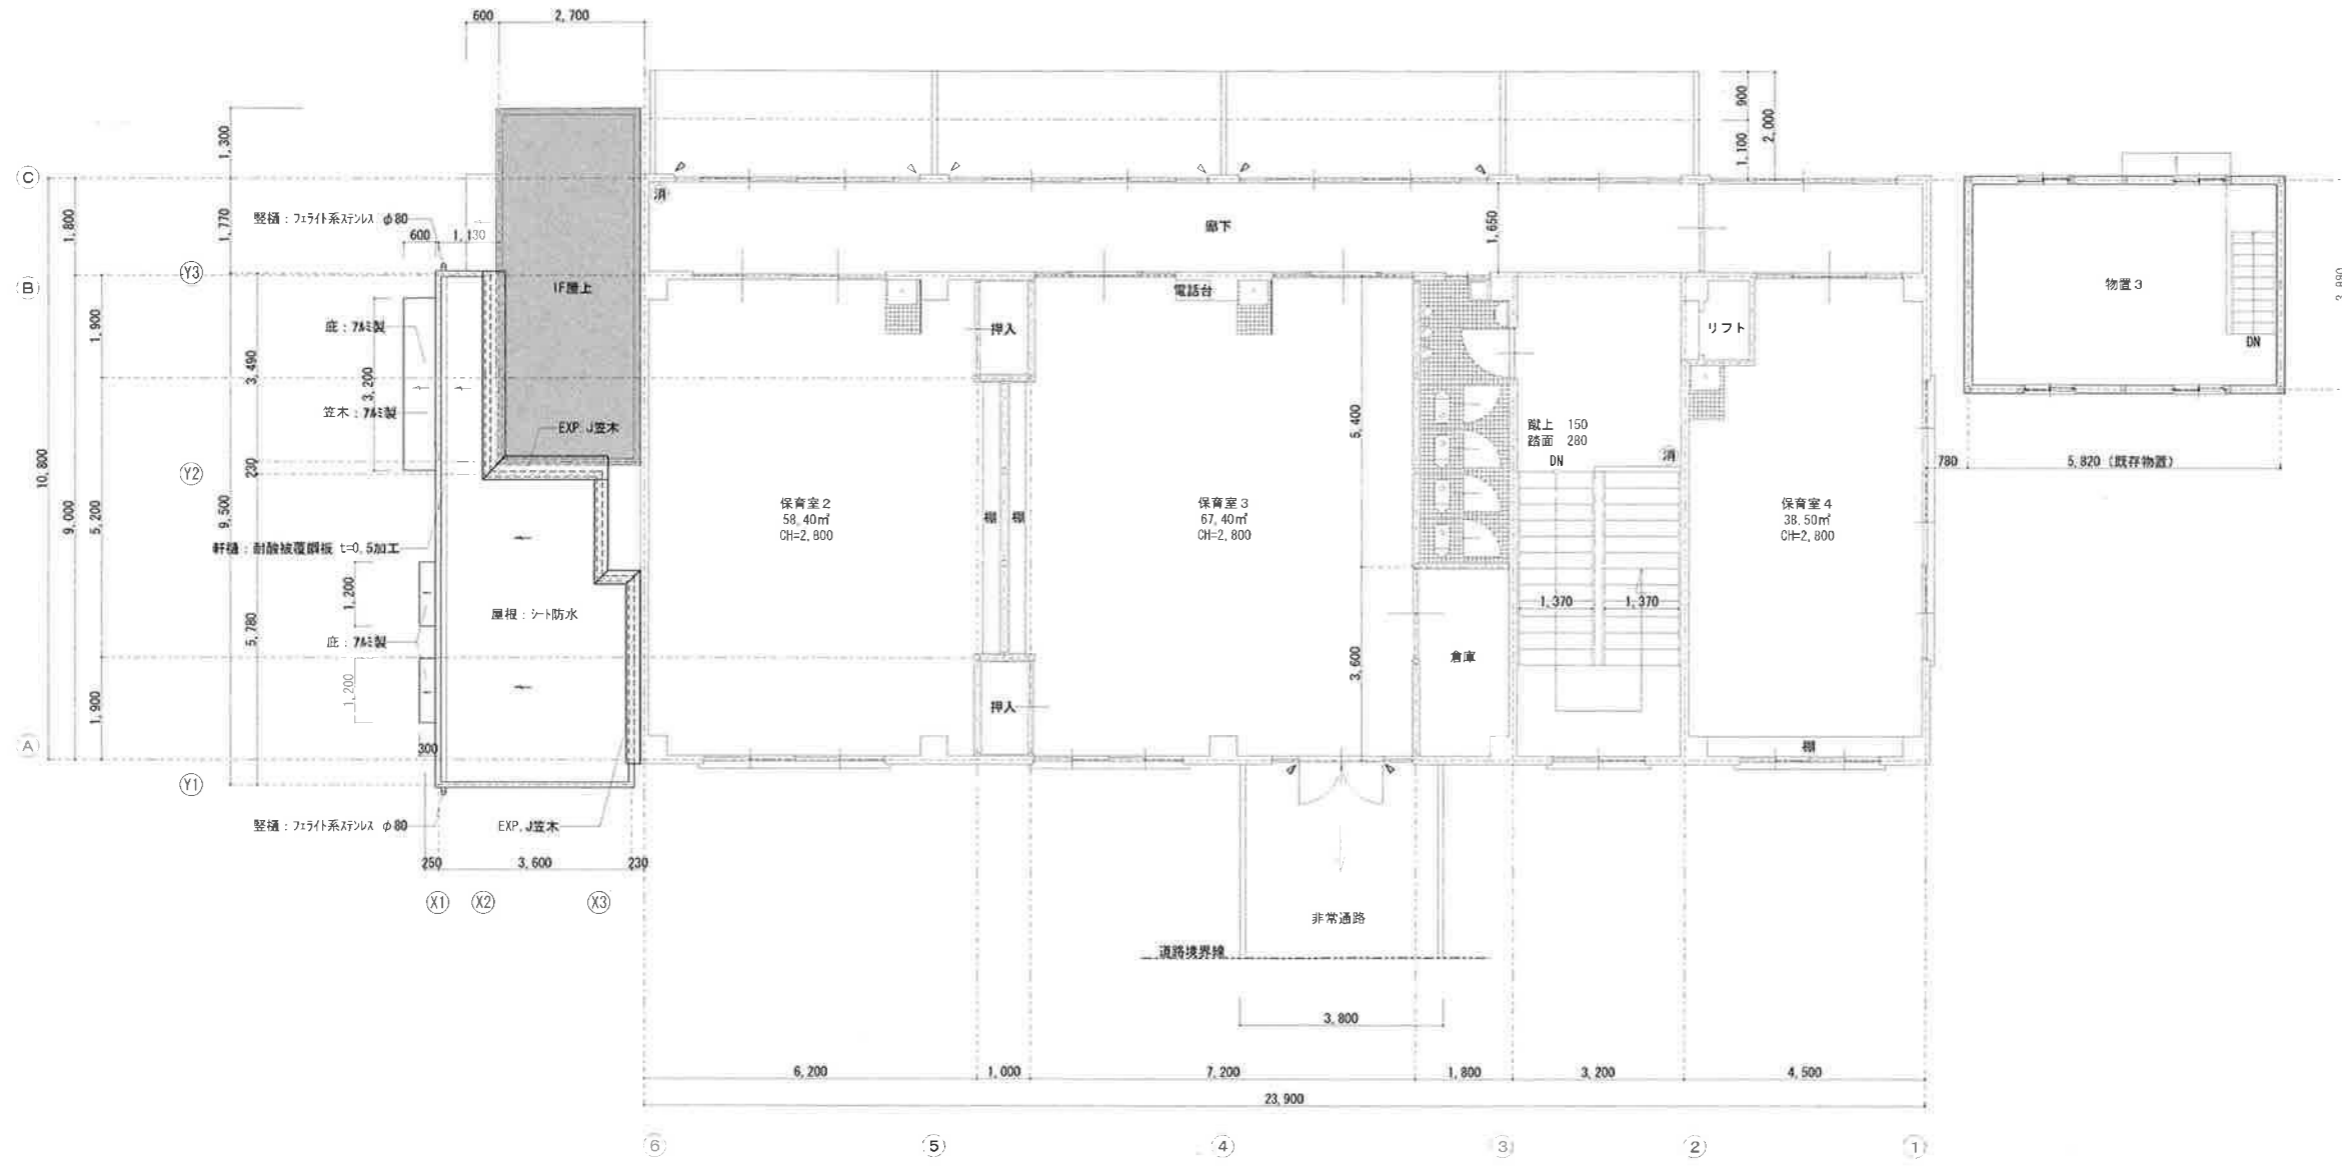 600
2,700
1,300
900
1,100
2,000
C
1,800
竪樋：フェライト系ステンレス φ80
1,770
消
廊下
1,650
600
1,130
Y3
B
1F屋上
電話台
押入
リフト
物置3
DN
庇：アルミ製
1,900
3,490
3,200
笠木：アルミ製
EXP.J笠木
5,400
蹴上 150
踏面 280
DN
消
10,800
Y2
230
780
5,820（既存物置）
9,000
5,200
9,500
保育室2
58.40㎡
CH=2,800
棚
棚
保育室3
67.40㎡
CH=2,800
保育室4
38.50㎡
CH=2,800
軒樋：耐酸被覆鋼板 t=0.5加工
1,200
屋根：シート防水
1,370
1,370
5,780
庇：アルミ製
3,600
倉庫
1,200
1,900
押入
A
300
棚
Y1
竪樋：フェライト系ステンレス φ80
EXP.J笠木
250
3,600
230
X1
X2
X3
非常通路
道路境界線
3,800
6,200
1,000
7,200
1,800
3,200
4,500
23,900
6
5
4
3
2
1